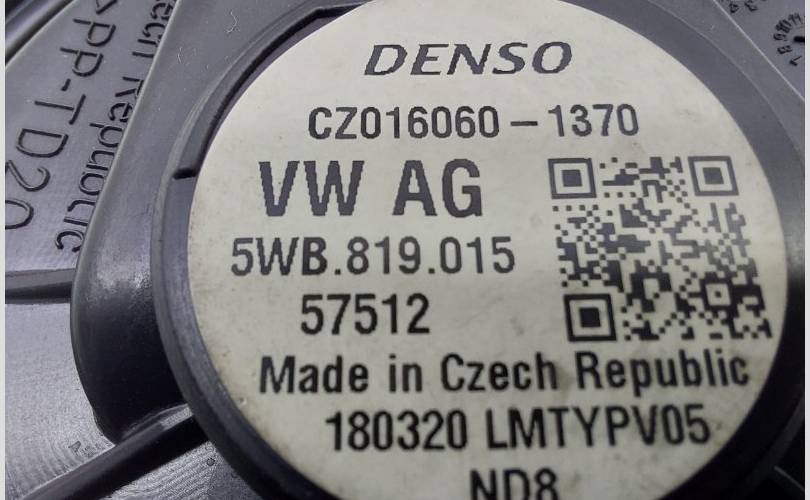 DENSO
CZ016060-1370
VW AG
5WB.819.015
57512
Made in Czech Republic
180320 LMTYPV05
ND8
>PP-TD20
ech Republic